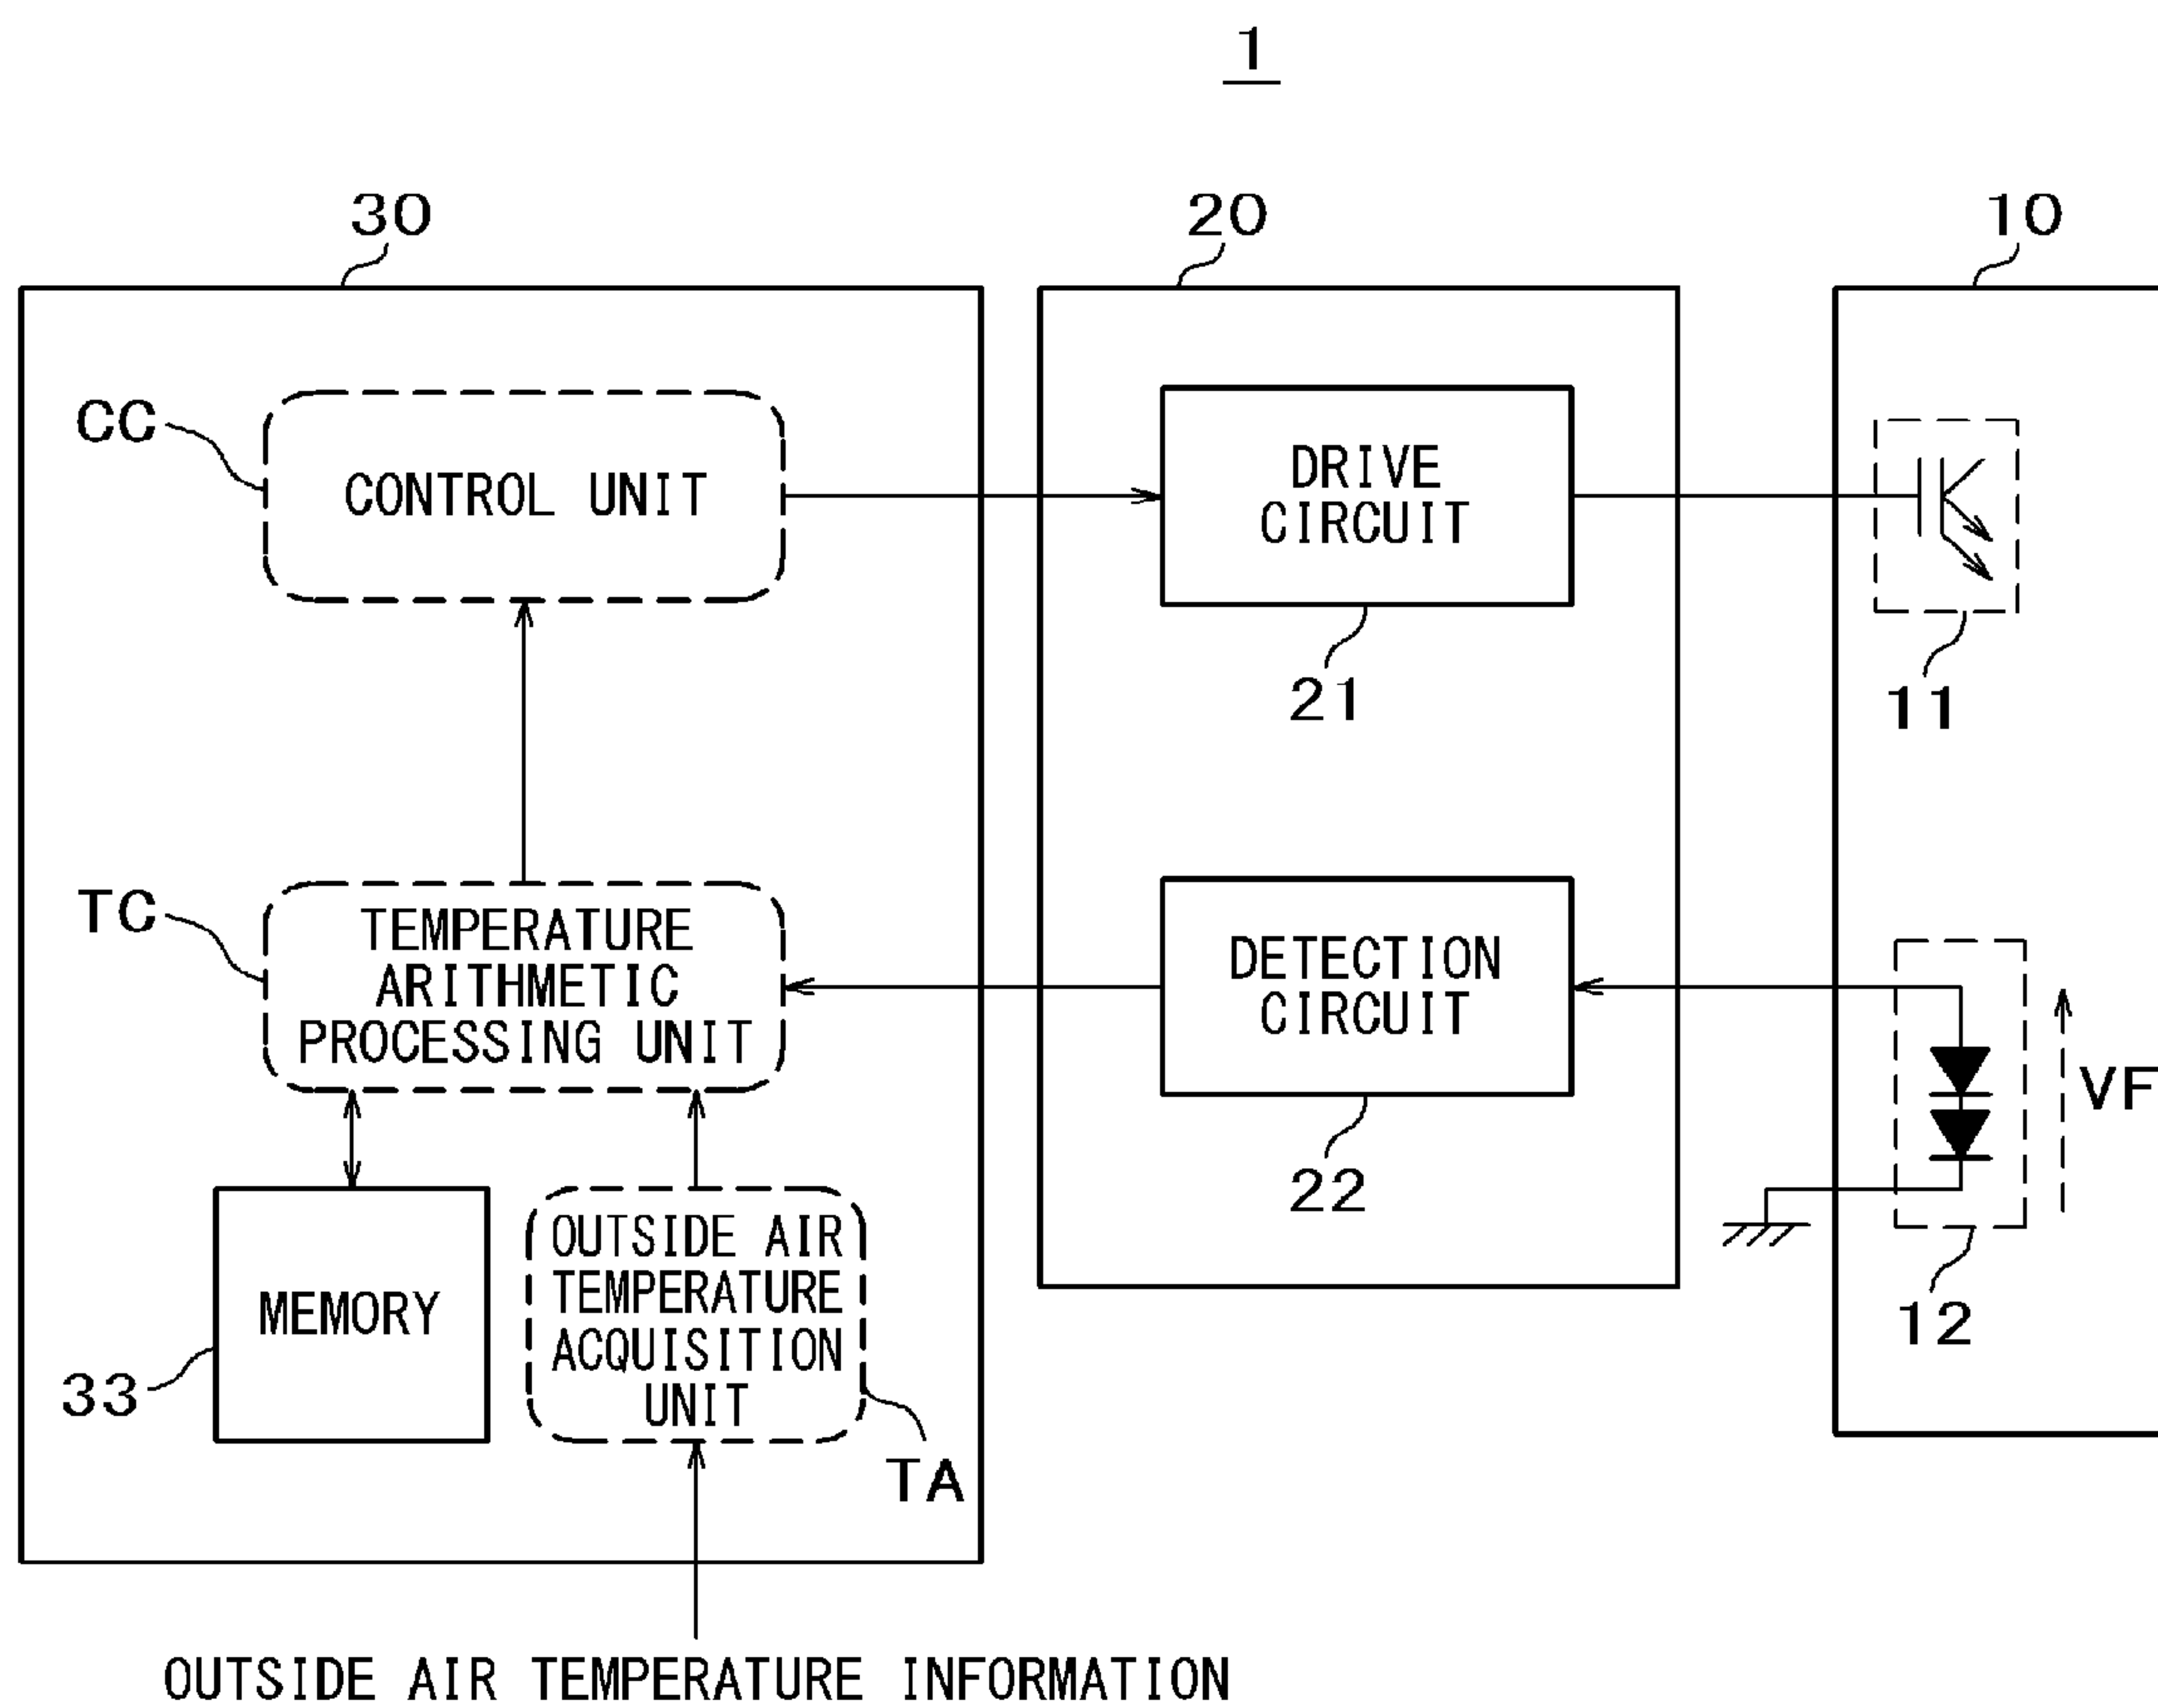 1
30
20
10
CC
CONTROL UNIT
DRIVE
CIRCUIT
21
11
TC
TEMPERATURE
ARITHMETIC
PROCESSING UNIT
DETECTION
CIRCUIT
22
VF
12
MEMORY
33
OUTSIDE AIR
TEMPERATURE
ACQUISITION
UNIT
TA
OUTSIDE AIR TEMPERATURE INFORMATION